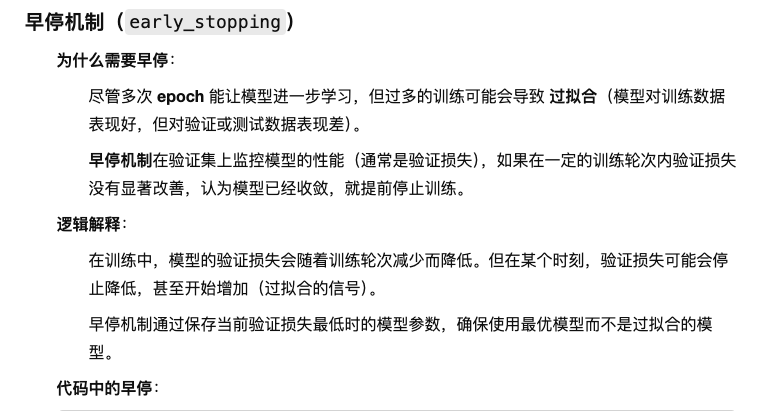 早停机制（early_stopping）
为什么需要早停：
尽管多次 epoch 能让模型进一步学习，但过多的训练可能会导致 过拟合（模型对训练数据
表现好，但对验证或测试数据表现差）。
早停机制在验证集上监控模型的性能（通常是验证损失），如果在一定的训练轮次内验证损失
没有显著改善，认为模型已经收敛，就提前停止训练。
逻辑解释：
在训练中，模型的验证损失会随着训练轮次减少而降低。但在某个时刻，验证损失可能会停
止降低，甚至开始增加（过拟合的信号）。
早停机制通过保存当前验证损失最低时的模型参数，确保使用最优模型而不是过拟合的模
型。
代码中的早停：